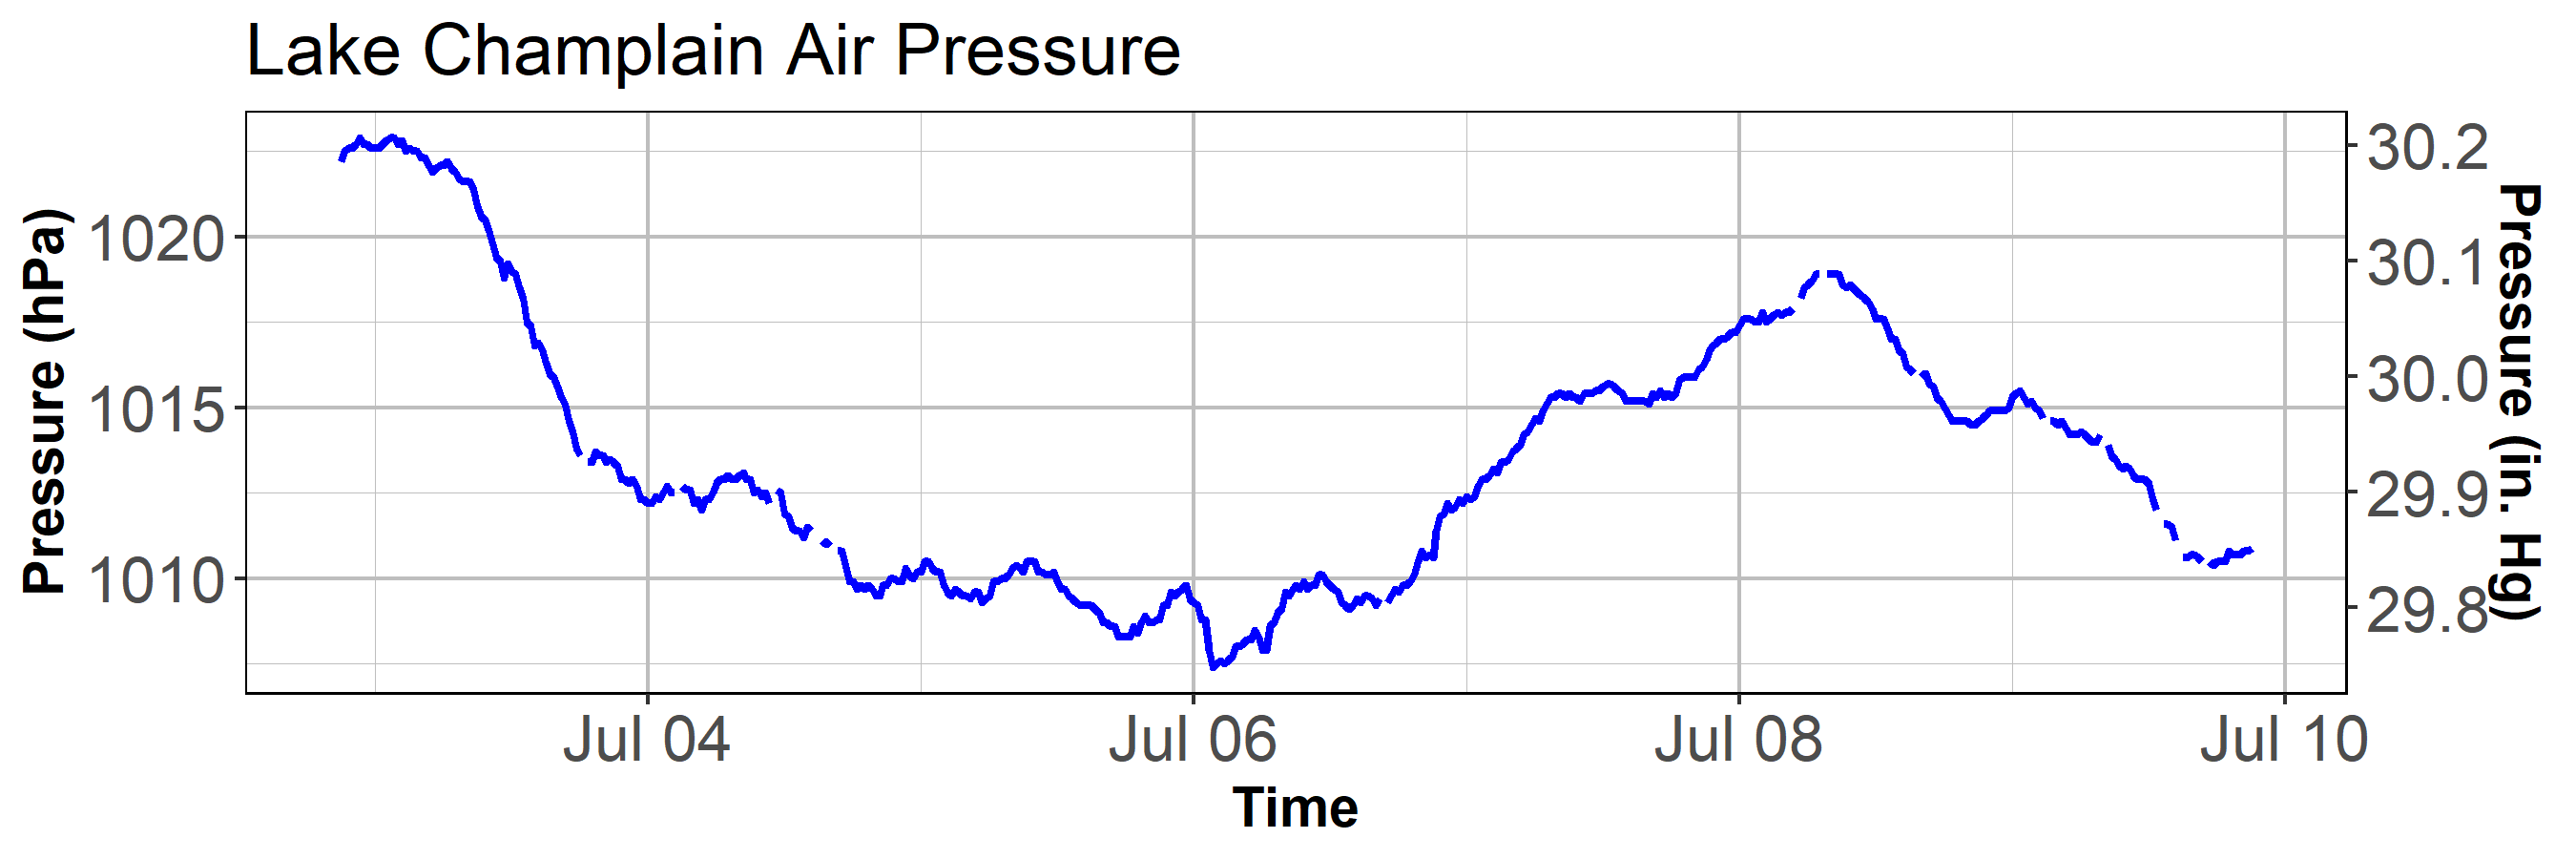 Lake Champlain Air Pressure
Pressure (hPa)
1020
1015
1010
30.2
30.1
30.0
29.9
29.8
Pressure (in. Hg)
Jul 04 Jul 06 Jul 08 Jul 10
Time